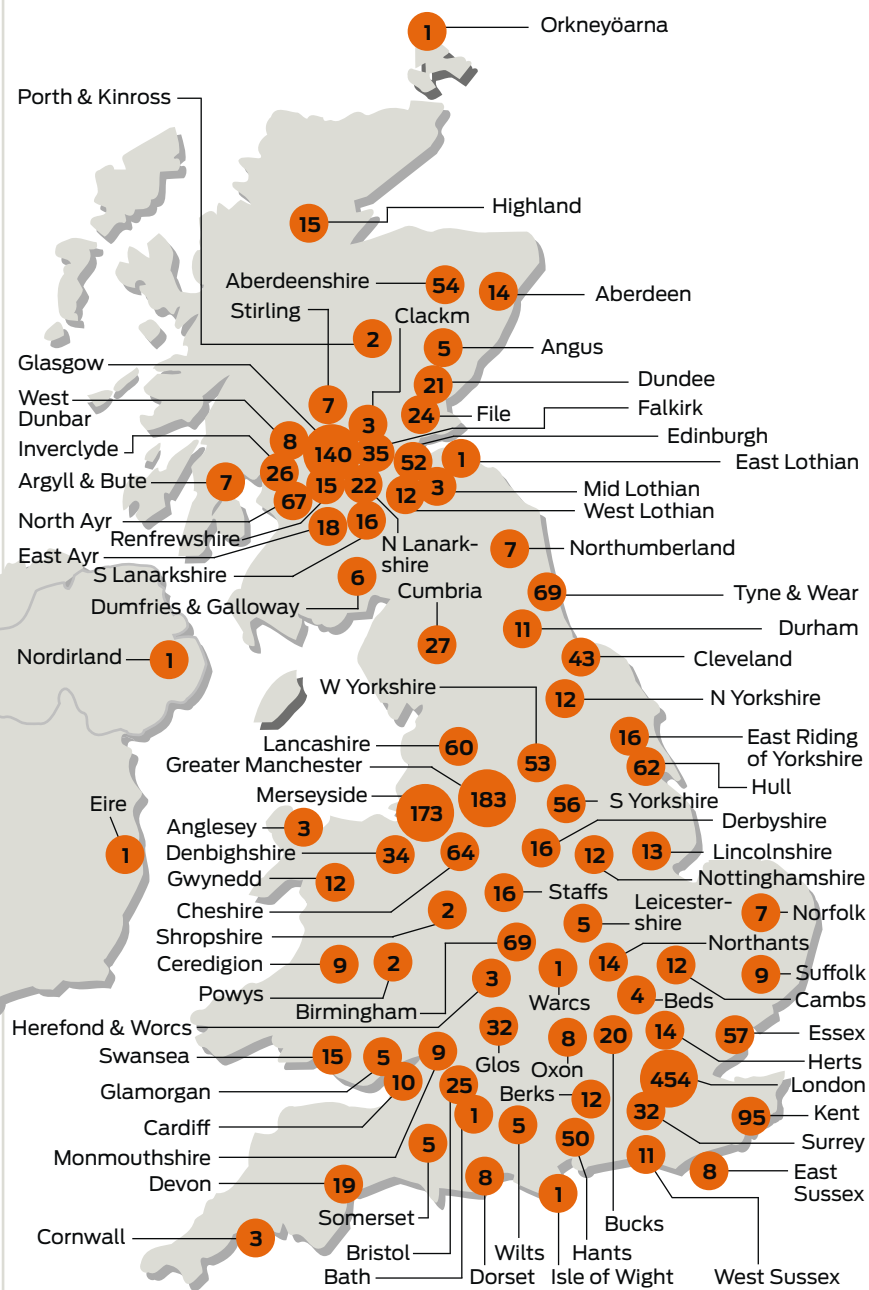 1
Orkneyöarna
Porth & Kinross
15
Highland
Aberdeenshire
54
14
Aberdeen
Stirling
Clackm
2
5
Angus
Glasgow
21
Dundee
West
Dunbar
7
3
24
File
Falkirk
8
140
35
52
1
Edinburgh
Inverclyde
East Lothian
26
Argyll & Bute
7
15
22
12
3
Mid Lothian
67
West Lothian
North Ayr
18
16
Renfrewshire
East Ayr
N Lanark-
shire
7
Northumberland
S Lanarkshire
6
Cumbria
69
Tyne & Wear
Dumfries & Galloway
11
Durham
27
43
Cleveland
Nordirland
1
W Yorkshire
12
N Yorkshire
Lancashire
60
16
East Riding
of Yorkshire
Greater Manchester
53
62
Hull
Merseyside
173
183
56
S Yorkshire
Eire
Anglesey
3
Derbyshire
1
Denbighshire
34
64
16
12
13
Lincolnshire
Gwynedd
12
Nottinghamshire
Cheshire
16
Staffs
Leicester-
shire
Shropshire
2
5
7
Norfolk
69
Northants
Ceredigion
9
2
1
14
12
9
Suffolk
Powys
3
Warcs
4
Beds
Cambs
Birmingham
Herefond & Worcs
32
8
20
14
57
Essex
Swansea
15
5
9
Glos
Oxon
Herts
Glamorgan
10
25
Berks
12
454
London
Cardiff
1
5
32
95
Kent
Monmouthshire
5
50
11
8
Surrey
Devon
19
8
1
East
Sussex
Somerset
Bucks
Cornwall
3
Bristol
Wilts
Hants
Bath
Dorset
Isle of Wight
West Sussex